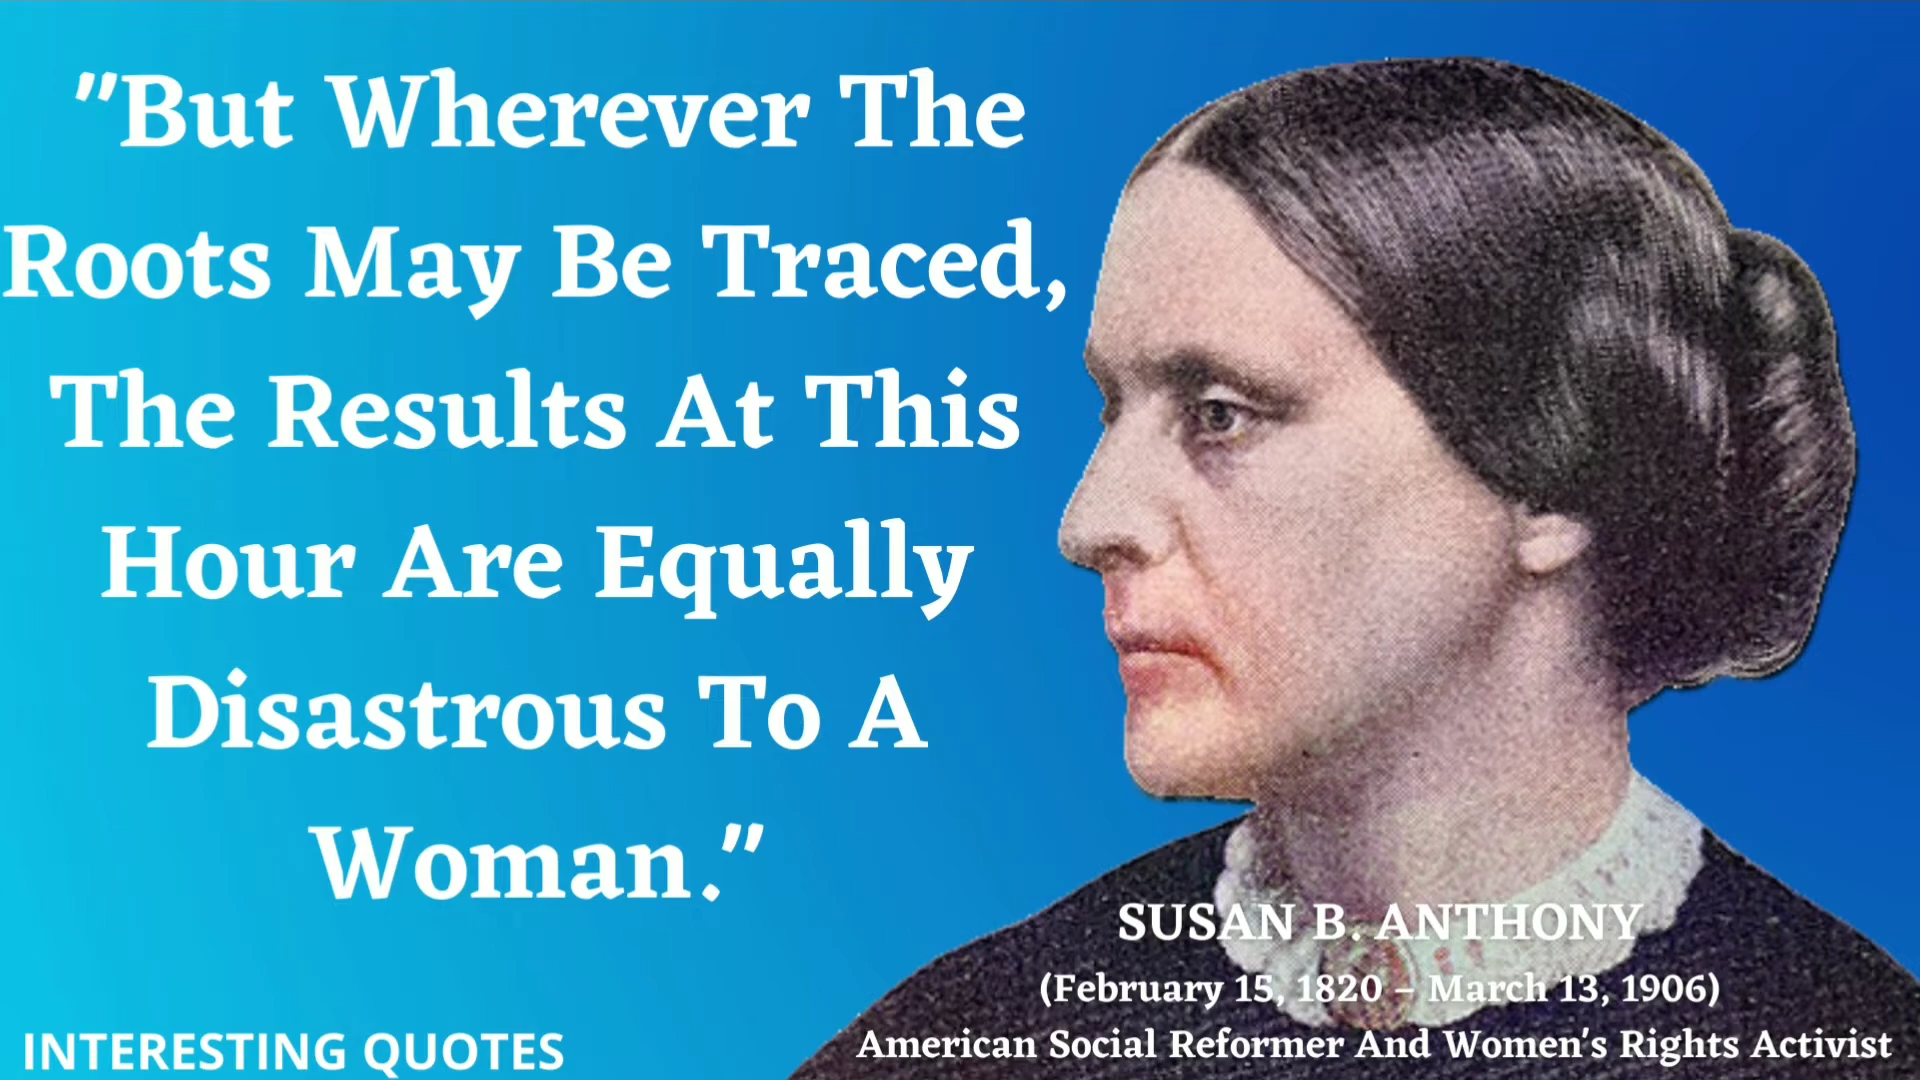 "But Wherever The
Roots May Be Traced,
The Results At This
Hour Are Equally
Disastrous To A
Woman."
SUSAN B. ANTHONY
(February 15, 1820 – March 13, 1906)
American Social Reformer And Women's Rights Activist
INTERESTING QUOTES